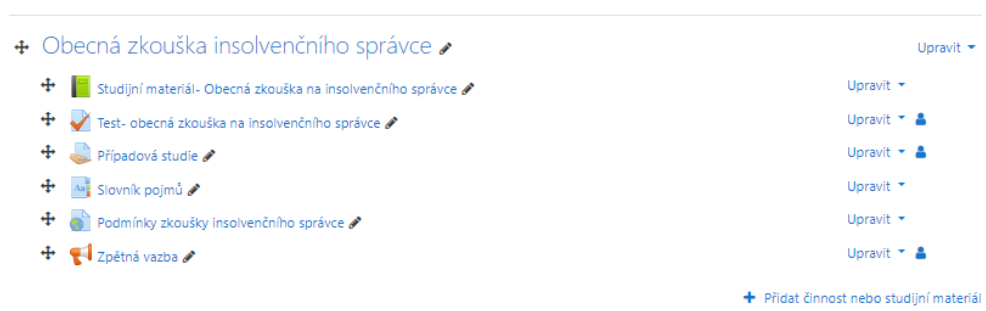 Obecná zkouška insolvenčního správce Upravit
Studijní materiál- Obecná zkouška na insolvenčního správce Upravit
Test- obecná zkouška na insolvenčního správce Upravit
Případová studie Upravit
Slovník pojmů Upravit
Podmínky zkoušky insolvenčního správce Upravit
Zpětná vazba Upravit
Přidat činnost nebo studijní materiál